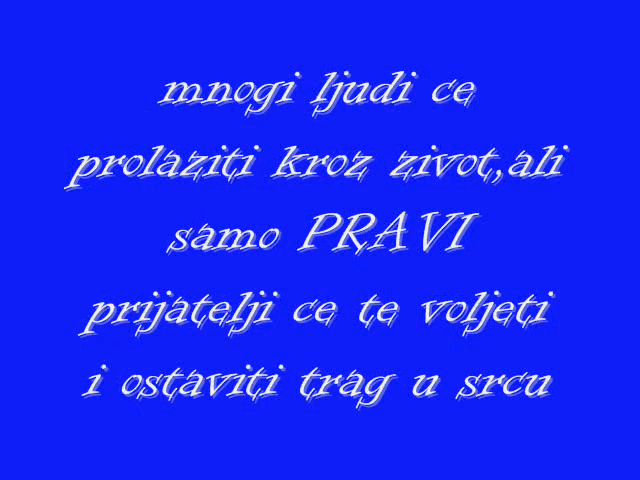 mnogi ljudi ce
prolaziti kroz zivot,ali
samo PRAVI
prijatelji ce te voljeti
i ostaviti trag u srcu